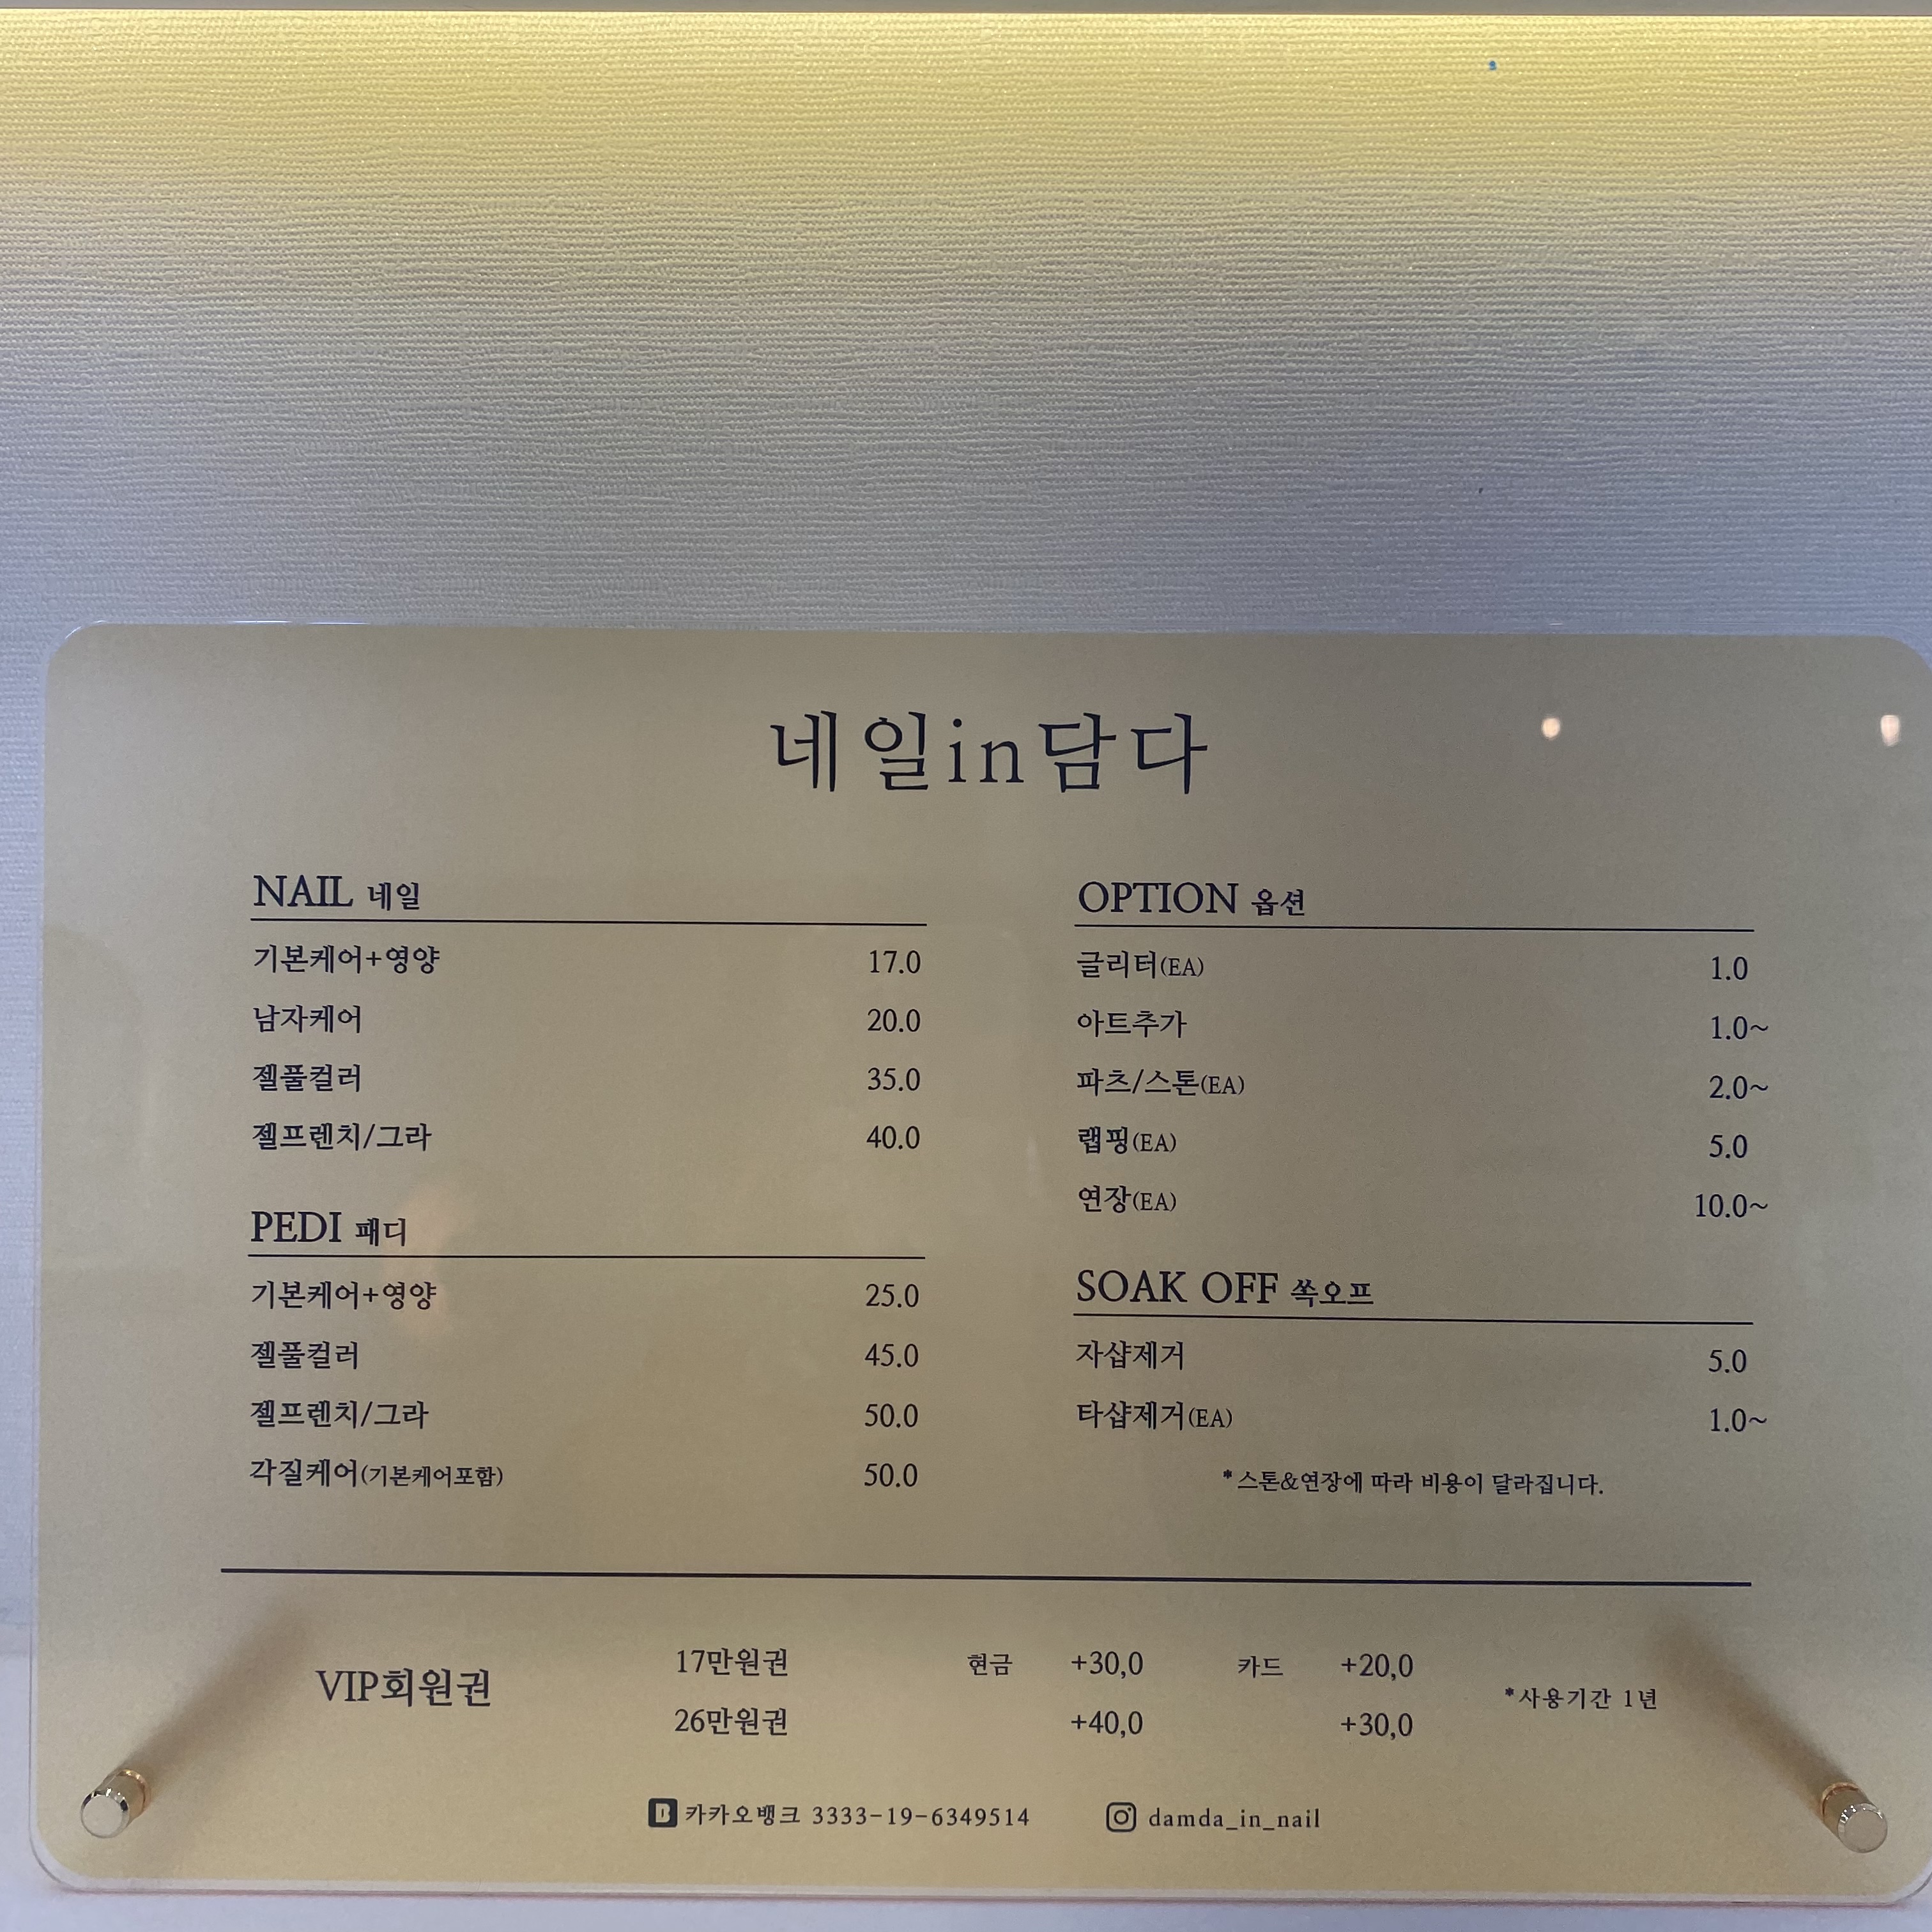 네일in담다
NAIL 네일
기본케어+영양 17.0
남자케어 20.0
젤풀컬러 35.0
젤프렌치/그라 40.0
PEDI 패디
기본케어+영양 25.0
젤풀컬러 45.0
젤프렌치/그라 50.0
각질케어(기본케어포함) 50.0
OPTION 옵션
글리터(EA) 1.0
아트추가 1.0~
파츠/스톤(EA) 2.0~
랩핑(EA) 5.0
연장(EA) 10.0~
SOAK OFF 쏙오프
자샵제거 5.0
타샵제거(EA) 1.0~
*스톤&연장에 따라 비용이 달라집니다.
VIP회원권
17만원권 현금 +30,0 카드 +20,0
26만원권 +40,0 +30,0
*사용기간 1년
B 카카오뱅크 3333-19-6349514 damda_in_nail